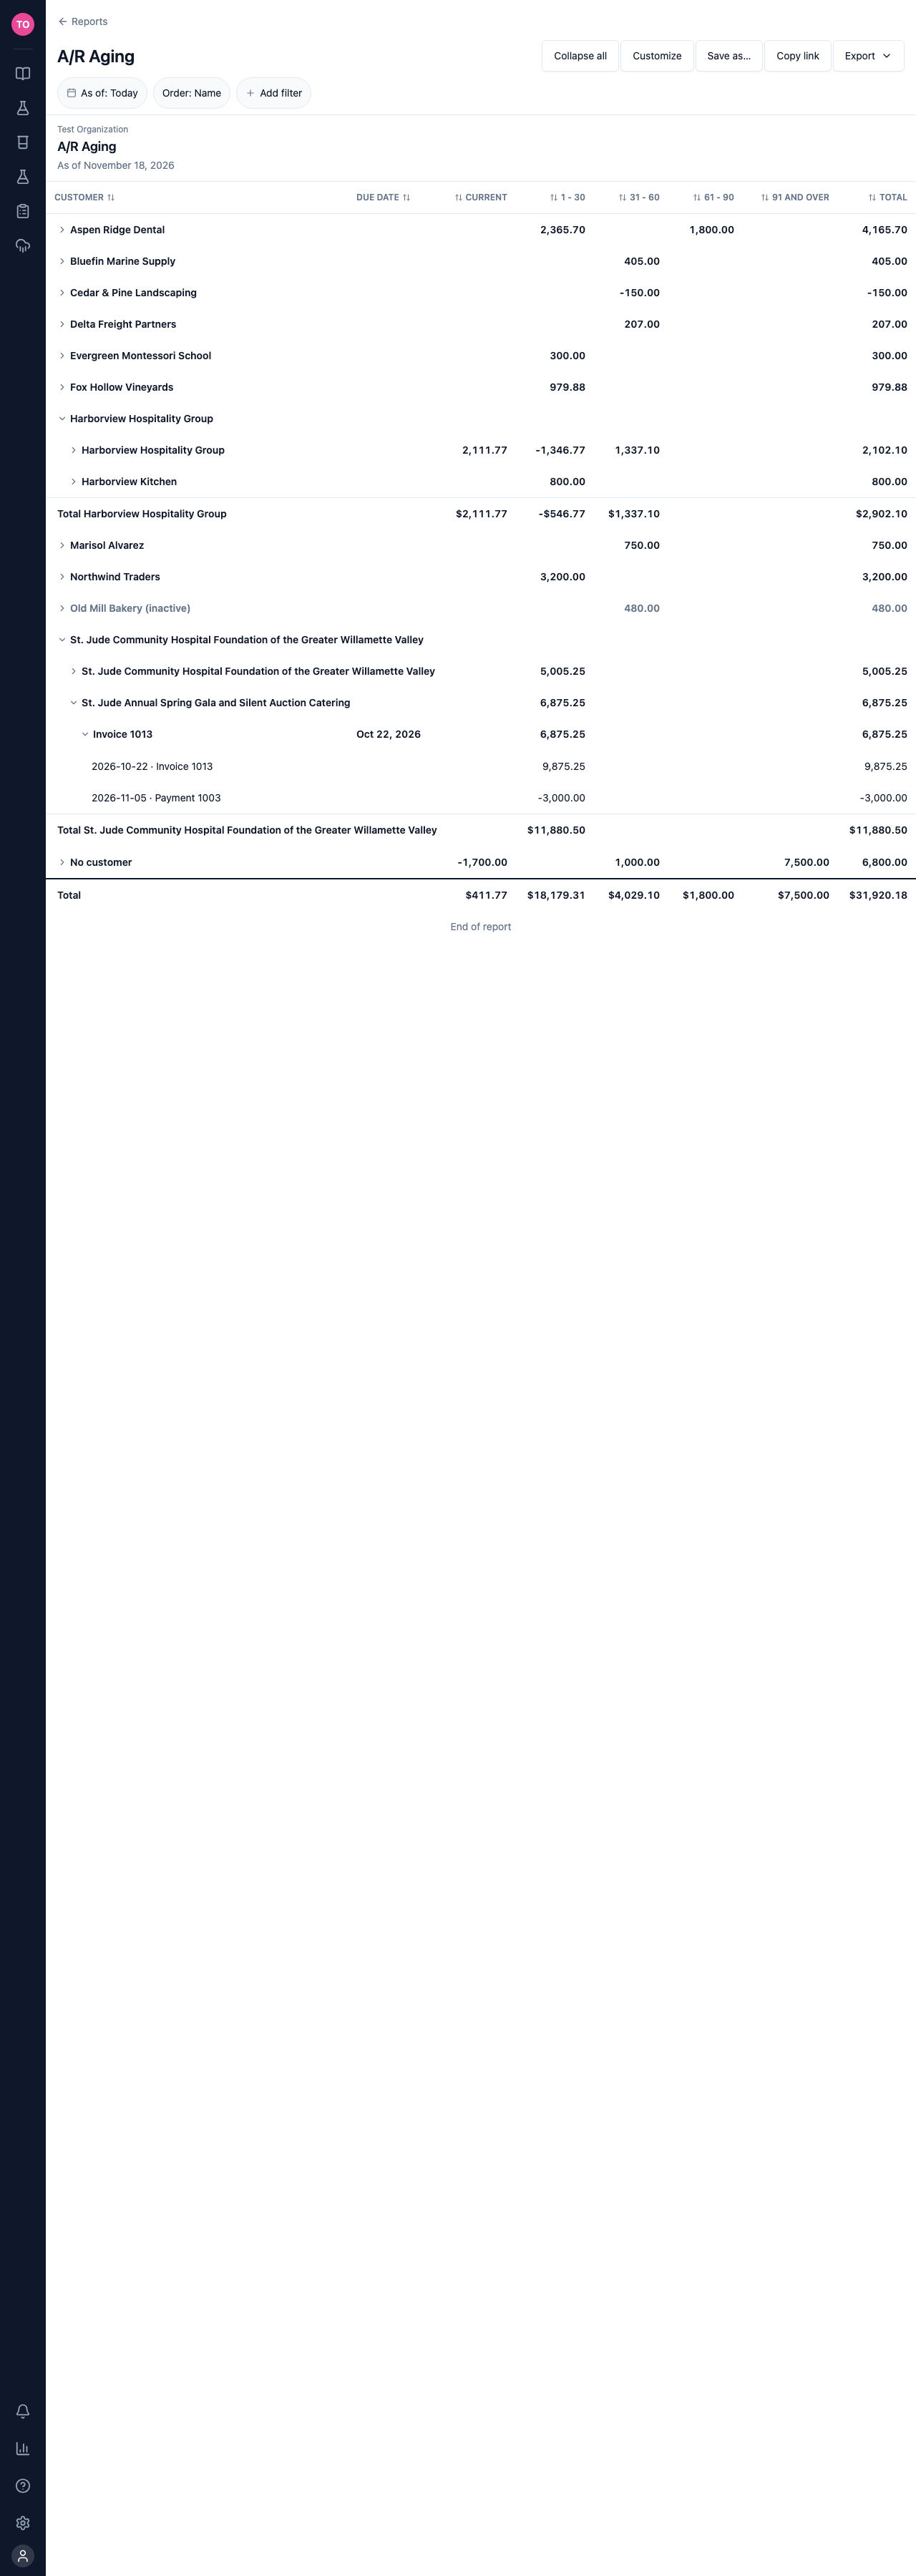 TO
Reports
A/R Aging
Collapse all Customize Save as... Copy link Export
As of: Today Order: Name Add filter
Test Organization
A/R Aging
As of November 18, 2026
CUSTOMER DUE DATE CURRENT 1 - 30 31 - 60 61 - 90 91 AND OVER TOTAL
Aspen Ridge Dental 2,365.70 1,800.00 4,165.70
Bluefin Marine Supply 405.00 405.00
Cedar & Pine Landscaping -150.00 -150.00
Delta Freight Partners 207.00 207.00
Evergreen Montessori School 300.00 300.00
Fox Hollow Vineyards 979.88 979.88
Harborview Hospitality Group
Harborview Hospitality Group 2,111.77 -1,346.77 1,337.10 2,102.10
Harborview Kitchen 800.00 800.00
Total Harborview Hospitality Group $2,111.77 -$546.77 $1,337.10 $2,902.10
Marisol Alvarez 750.00 750.00
Northwind Traders 3,200.00 3,200.00
Old Mill Bakery (inactive) 480.00 480.00
St. Jude Community Hospital Foundation of the Greater Willamette Valley
St. Jude Community Hospital Foundation of the Greater Willamette Valley 5,005.25 5,005.25
St. Jude Annual Spring Gala and Silent Auction Catering 6,875.25 6,875.25
Invoice 1013 Oct 22, 2026 6,875.25 6,875.25
2026-10-22 · Invoice 1013 9,875.25 9,875.25
2026-11-05 · Payment 1003 -3,000.00 -3,000.00
Total St. Jude Community Hospital Foundation of the Greater Willamette Valley $11,880.50 $11,880.50
No customer -1,700.00 1,000.00 7,500.00 6,800.00
Total $411.77 $18,179.31 $4,029.10 $1,800.00 $7,500.00 $31,920.18
End of report